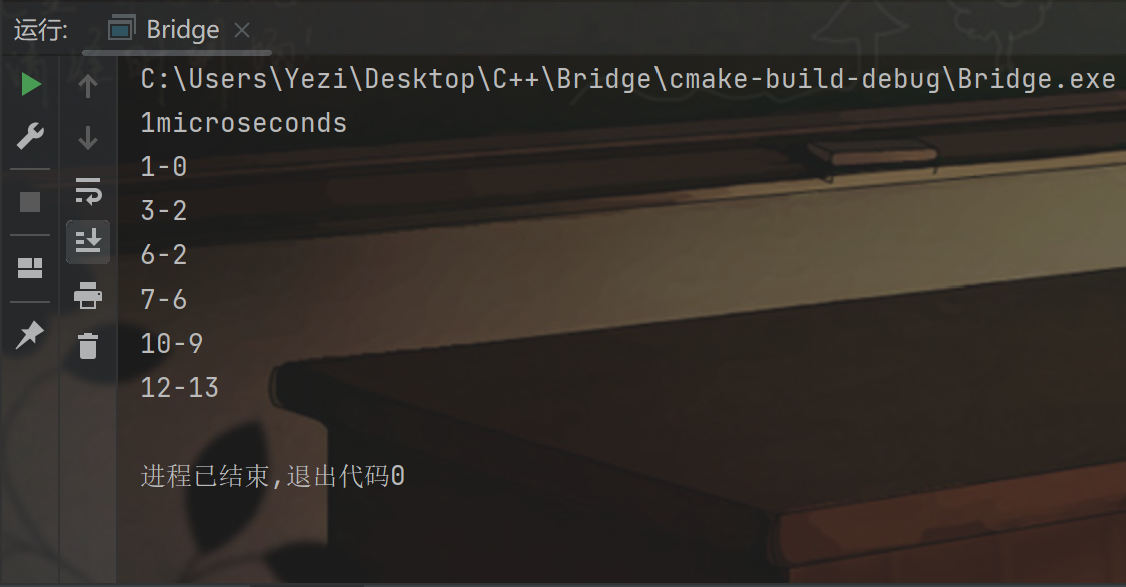 运行: Bridge
C:\Users\Yezi\Desktop\C++\Bridge\cmake-build-debug\Bridge.exe
1microseconds
1-0
3-2
6-2
7-6
10-9
12-13
进程已结束,退出代码0